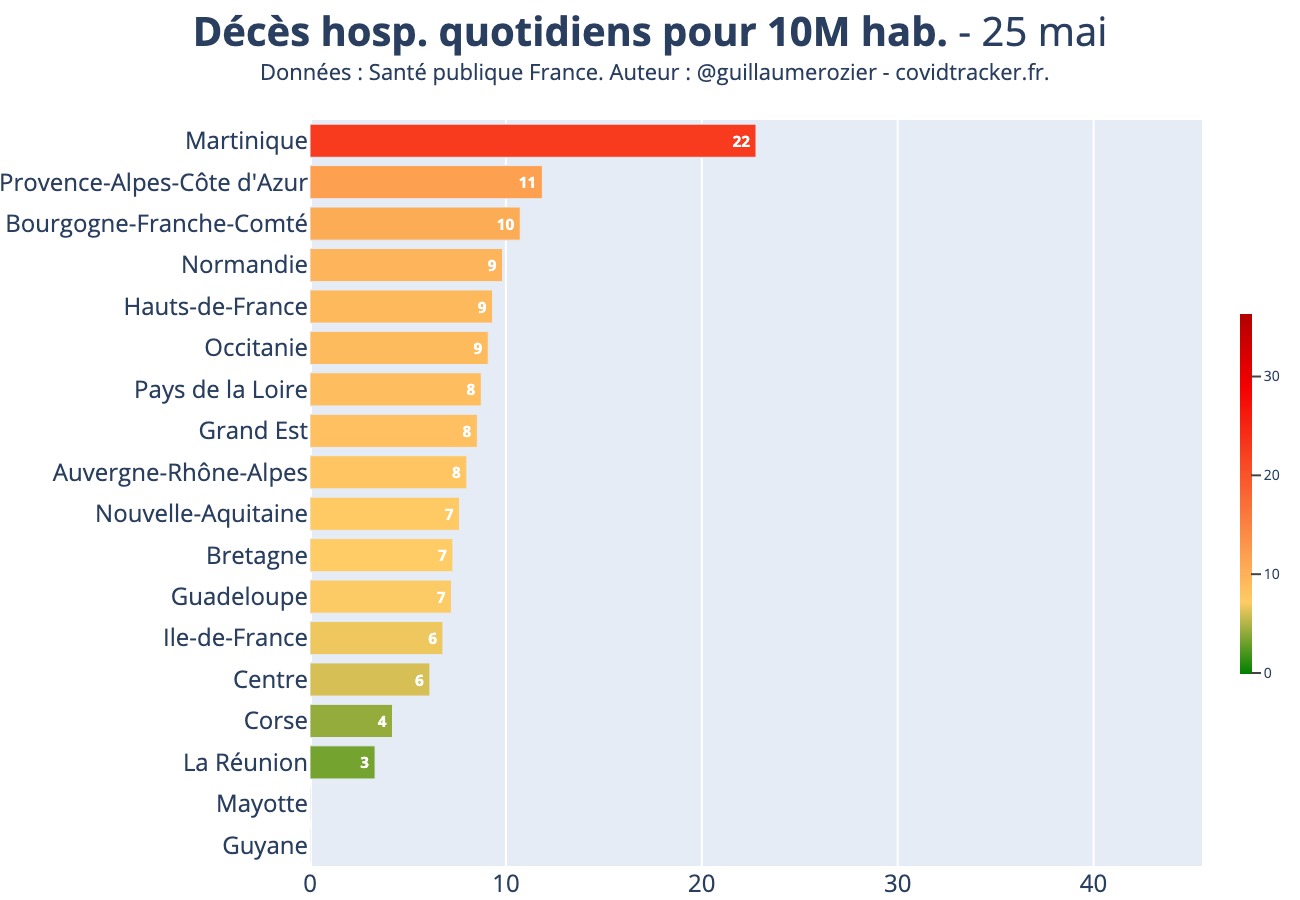 Décès hosp. quotidiens pour 10M hab. - 25 mai
Données : Santé publique France. Auteur : @guillaumerozier - covidtracker.fr.
Martinique 22
Provence-Alpes-Côte d'Azur 11
Bourgogne-Franche-Comté 10
Normandie 9
Hauts-de-France 9
Occitanie 9
Pays de la Loire 8
Grand Est 8
Auvergne-Rhône-Alpes 8
Nouvelle-Aquitaine 7
Bretagne 7
Guadeloupe 7
Ile-de-France 6
Centre 6
Corse 4
La Réunion 3
Mayotte
Guyane
0 10 20 30 40
30
20
10
0